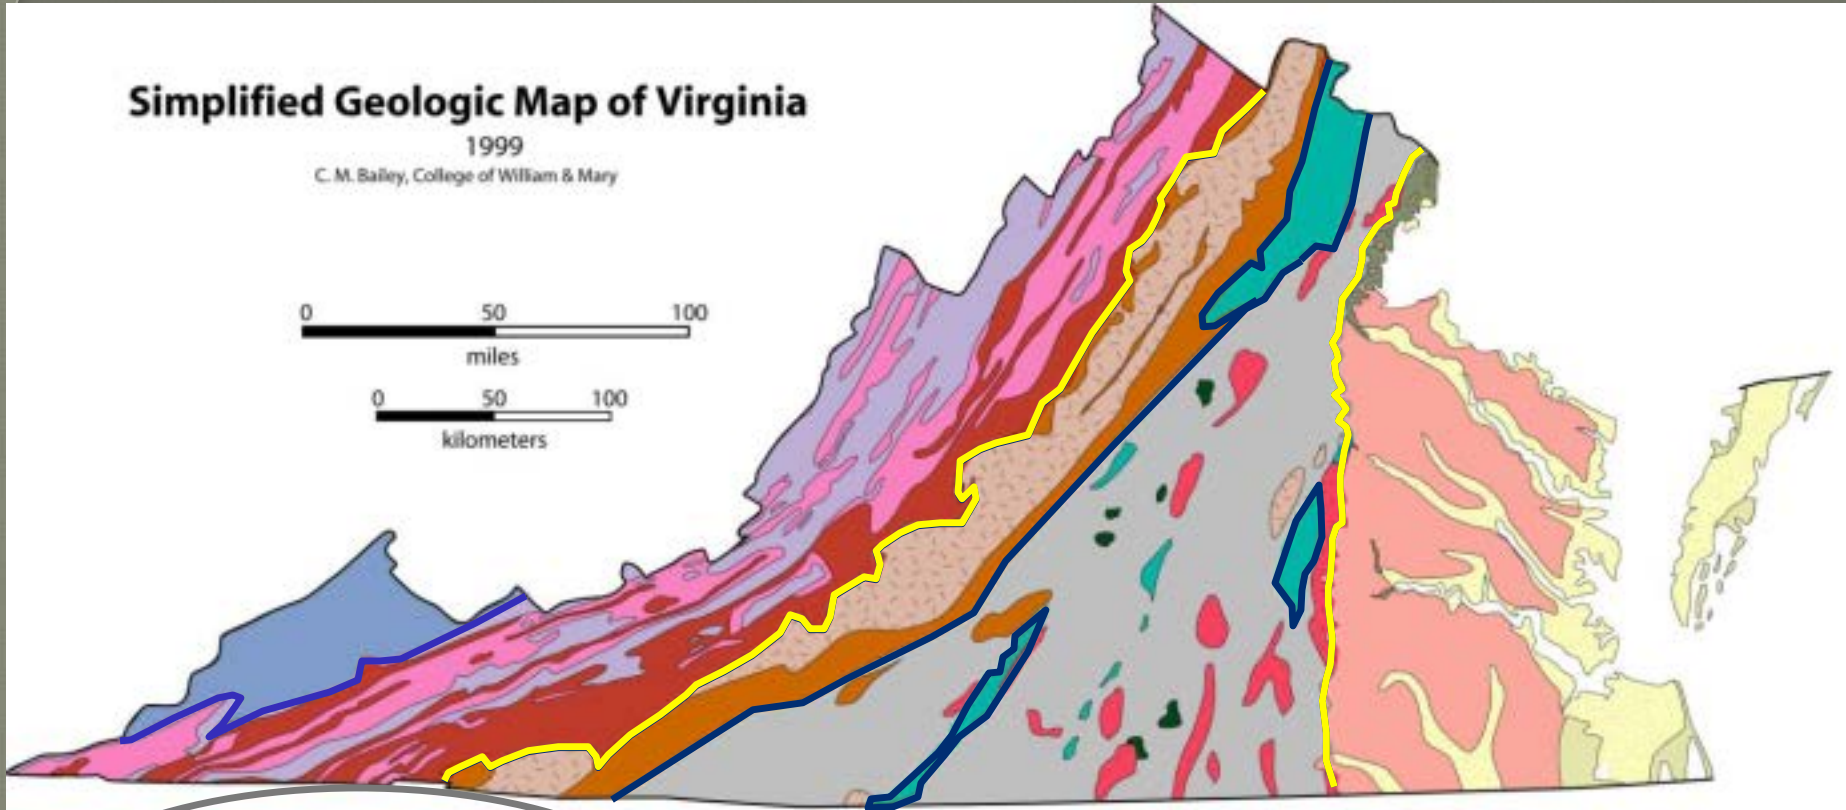 Simplified Geologic Map of Virginia
1999
C. M. Bailey, College of William & Mary
0 50 100
miles
0 50 100
kilometers